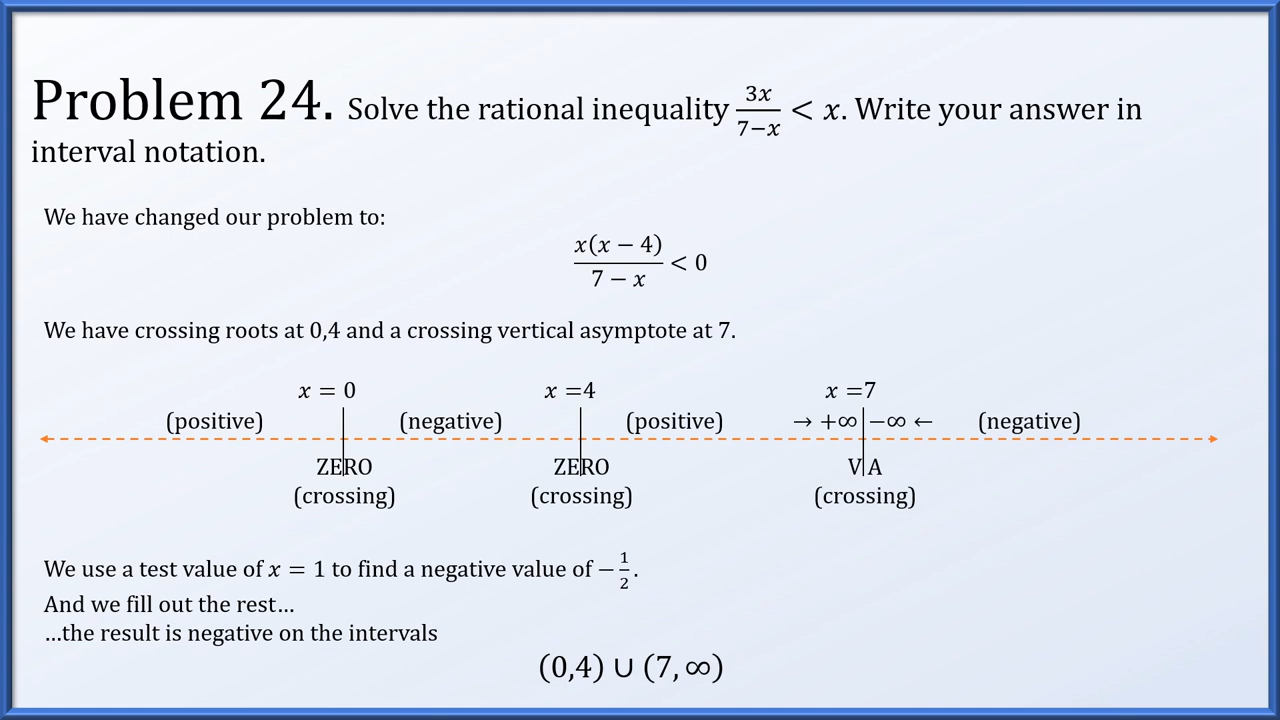 Problem 24. Solve the rational inequality 3x/(7−x) < x. Write your answer in
interval notation.
We have changed our problem to:
x(x − 4)/(7 − x) < 0
We have crossing roots at 0,4 and a crossing vertical asymptote at 7.
x = 0 x =4 x =7
(positive) (negative) (positive) → +∞ −∞ ← (negative)
ZERO ZERO V A
(crossing) (crossing) (crossing)
We use a test value of x = 1 to find a negative value of −1/2.
And we fill out the rest…
…the result is negative on the intervals
(0,4) ∪ (7, ∞)